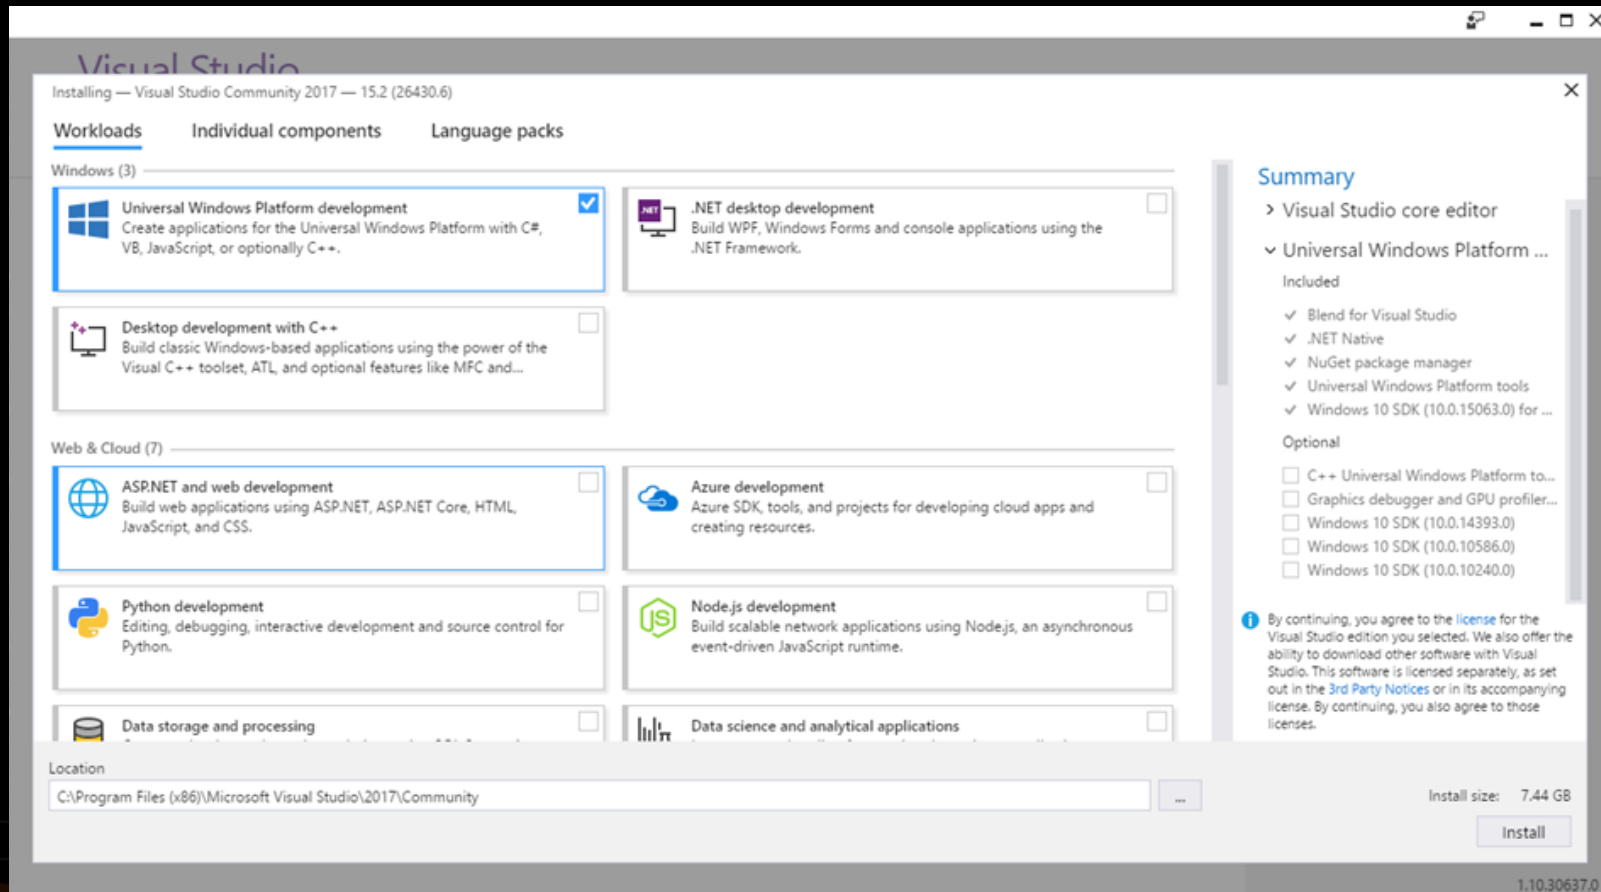 Visual Studio
Installing — Visual Studio Community 2017 — 15.2 (26430.6)
Workloads
Individual components
Language packs
Windows (3)
Universal Windows Platform development
Create applications for the Universal Windows Platform with C#,
VB, JavaScript, or optionally C++.
.NET
.NET desktop development
Build WPF, Windows Forms and console applications using the
.NET Framework.
Desktop development with C++
Build classic Windows-based applications using the power of the
Visual C++ toolset, ATL, and optional features like MFC and...
Web & Cloud (7)
ASP.NET and web development
Build web applications using ASP.NET, ASP.NET Core, HTML,
JavaScript, and CSS.
Azure development
Azure SDK, tools, and projects for developing cloud apps and
creating resources.
Python development
Editing, debugging, interactive development and source control for
Python.
JS
Node.js development
Build scalable network applications using Node.js, an asynchronous
event-driven JavaScript runtime.
Data storage and processing
Data science and analytical applications
Summary
Visual Studio core editor
Universal Windows Platform ...
Included
Blend for Visual Studio
.NET Native
NuGet package manager
Universal Windows Platform tools
Windows 10 SDK (10.0.15063.0) for ...
Optional
C++ Universal Windows Platform to...
Graphics debugger and GPU profiler...
Windows 10 SDK (10.0.14393.0)
Windows 10 SDK (10.0.10586.0)
Windows 10 SDK (10.0.10240.0)
By continuing, you agree to the license for the
Visual Studio edition you selected. We also offer the
ability to download other software with Visual
Studio. This software is licensed separately, as set
out in the 3rd Party Notices or in its accompanying
license. By continuing, you also agree to those
licenses.
Location
C:\Program Files (x86)\Microsoft Visual Studio\2017\Community
...
Install size: 7.44 GB
Install
1.10.30637.0